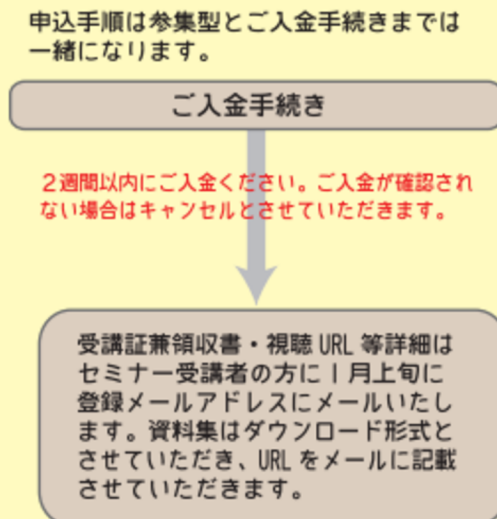 申込手順は参集型とご入金手続きまでは
一緒になります。
ご入金手続き
２週間以内にご入金ください。ご入金が確認され
ない場合はキャンセルとさせていただきます。
受講証兼領収書・視聴 URL 等詳細は
セミナー受講者の方に 1 月上旬に
登録メールアドレスにメールいたし
ます。資料集はダウンロード形式と
させていただき、URL をメールに記載
させていただきます。